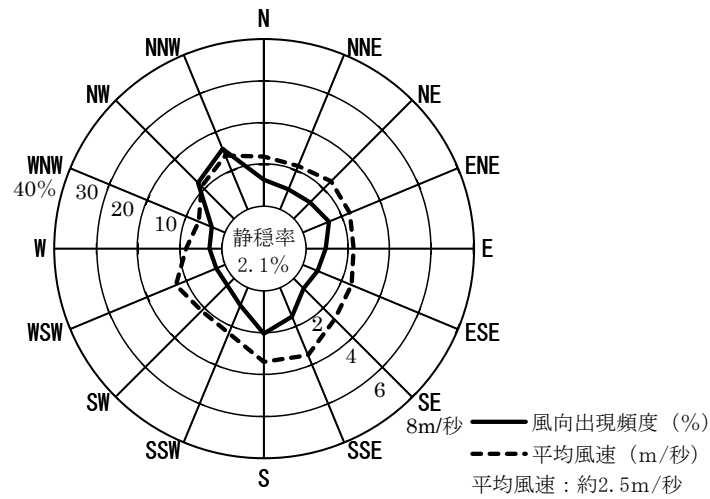 N
NNW
NNE
NW
NE
WNW
ENE
40%
30
20
10
静穏率
2.1%
W
E
2
4
6
8m/秒
WSW
ESE
SW
SE
SSW
SSE
S
風向出現頻度（%）
平均風速（m/秒）
平均風速：約2.5m/秒